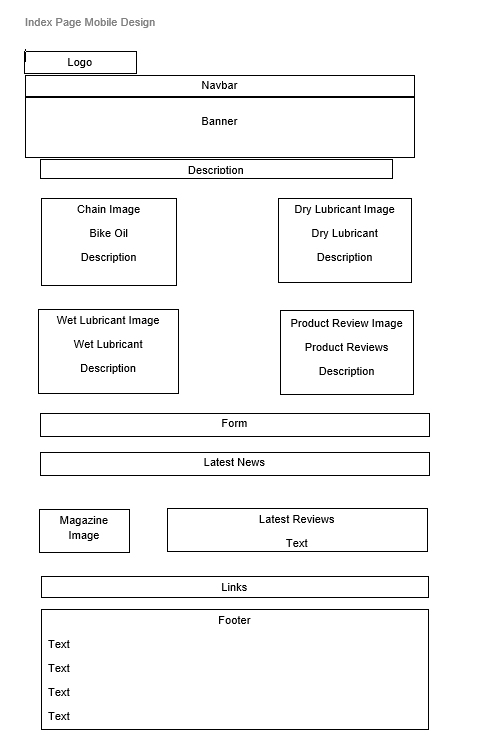 Index Page Mobile Design
Logo
Navbar
Banner
Description
Chain Image
Bike Oil
Description
Dry Lubricant Image
Dry Lubricant
Description
Wet Lubricant Image
Wet Lubricant
Description
Product Review Image
Product Reviews
Description
Form
Latest News
Magazine
Image
Latest Reviews
Text
Links
Footer
Text
Text
Text
Text